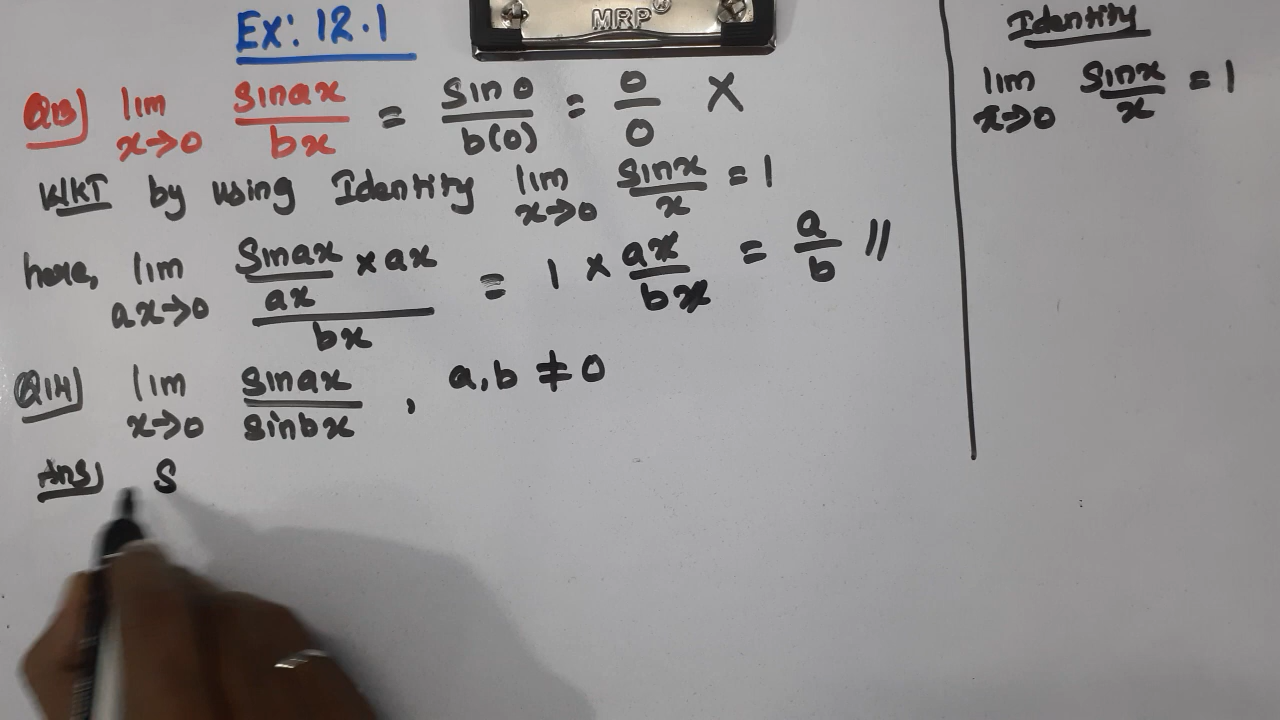 MRP
Ex: 12.1
Q13) lim x→0 sinax/bx = sin0/b(0) = 0/0 ×
WKT by using Identity lim x→0 sinx/x = 1
here, lim ax→0 (sinax/ax × ax)/bx = 1 × ax/bx = a/b //
Q14) lim x→0 sinax/sinbx , a,b ≠ 0
Ans) S
Identity
lim x→0 sinx/x = 1